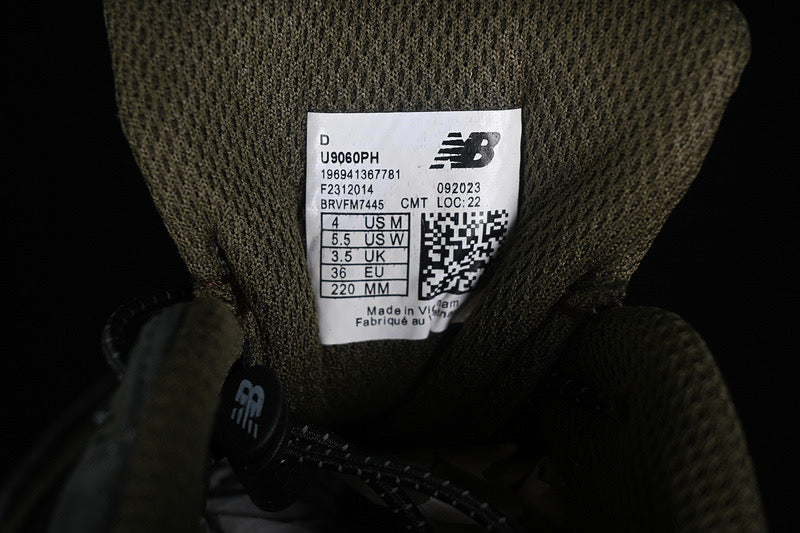 D
NB
U9060PH
196941367781
F2312014 092023
BRVFM7445 CMT LOC: 22
4 US M
5.5 US W
3.5 UK
36 EU
220 MM
Made in
Fabriqué au